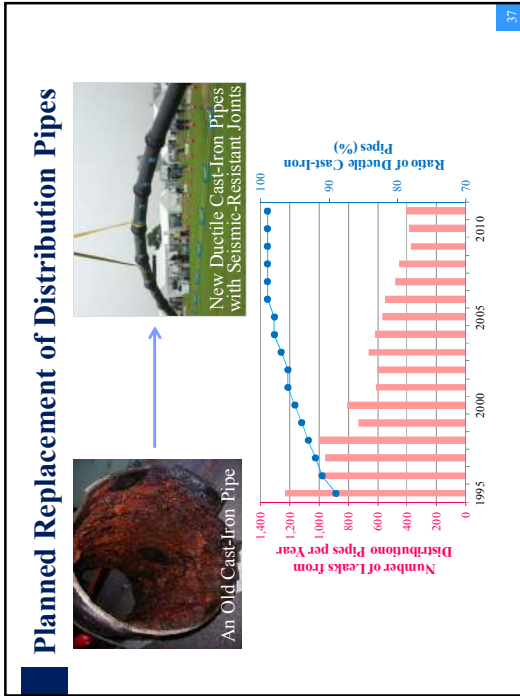 Planned Replacement of Distribution Pipes
An Old Cast-Iron Pipe
New Ductile Cast-Iron Pipes
with Seismic-Resistant Joints
Number of Leaks from
Distributiono Pipes per Year
1,400
1,200
1,000
800
600
400
200
0
1995
2000
2005
2010
100
90
80
70
Ratio of Ductile Cast-Iron
Pipes (%)
37